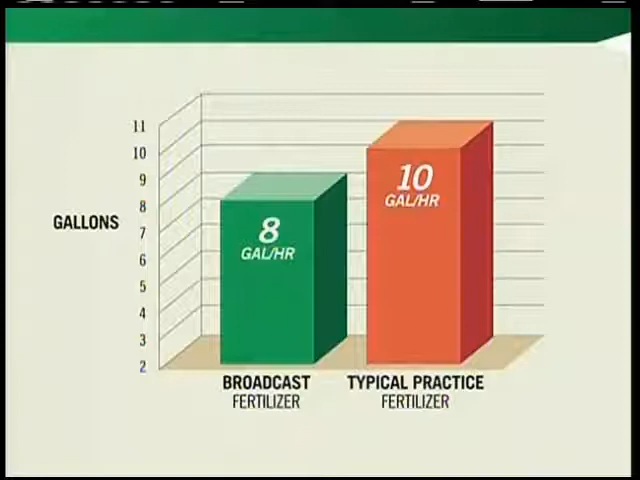 11
10
9
8
7
6
5
4
3
2
GALLONS
8
GAL/HR
10
GAL/HR
BROADCAST
FERTILIZER
TYPICAL PRACTICE
FERTILIZER